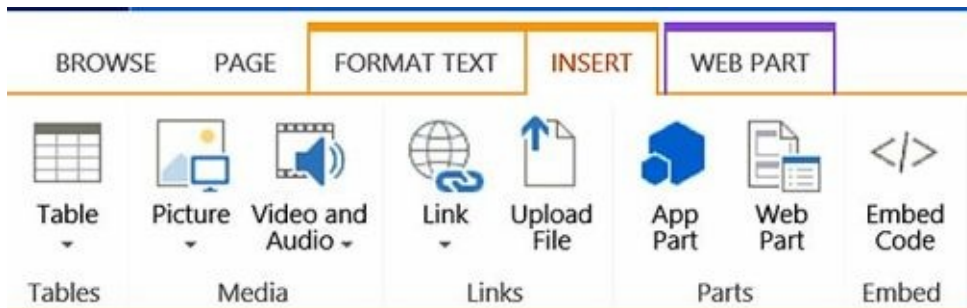 BROWSE PAGE FORMAT TEXT INSERT WEB PART
Table Picture Video and Audio Link Upload File App Part Web Part Embed Code
Tables Media Links Parts Embed